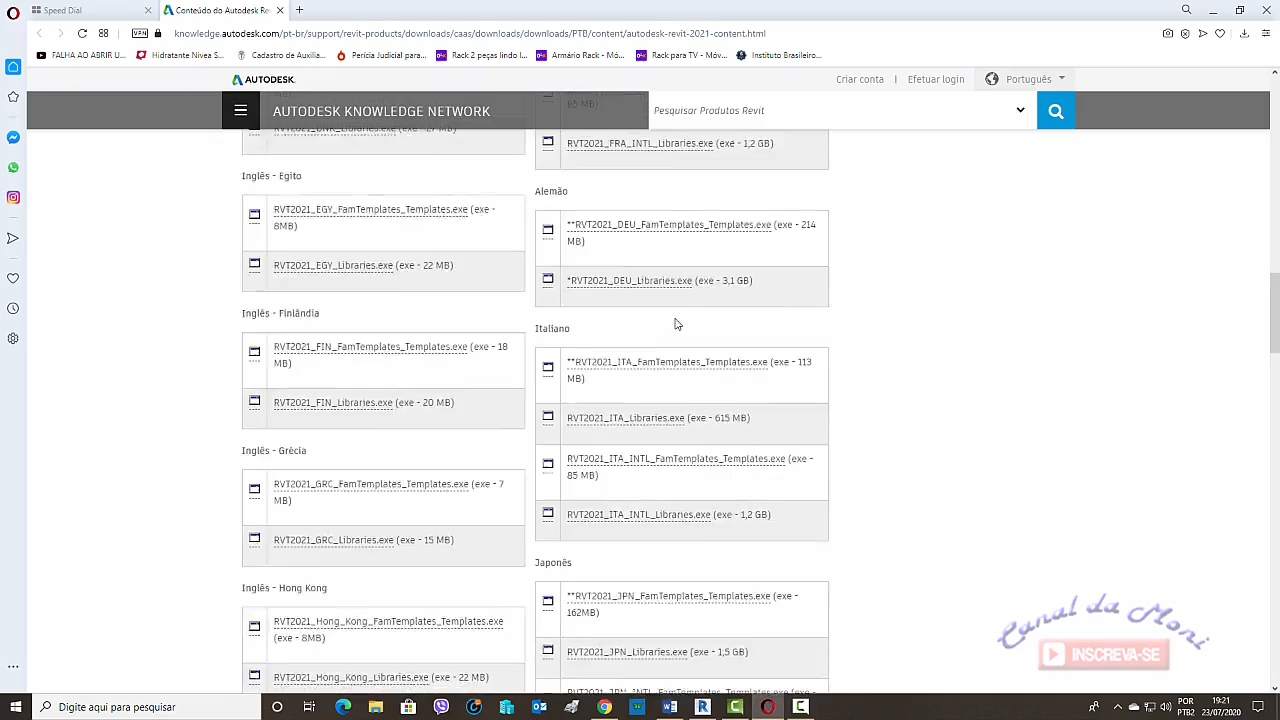 Speed Dial
Conteúdo do Autodesk Re
VPN
knowledge.autodesk.com/pt-br/support/revit-products/downloads/caas/downloads/downloads/PTB/content/autodesk-revit-2021-content.html
FALHA AO ABRIR U...
Hidratante Nivea S...
Cadastro de Auxilia...
Perícia Judicial para...
Rack 2 peças lindo I...
Armário Rack - Mó...
Rack para TV - Móv...
Instituto Brasileiro...
AUTODESK.
Criar conta | Efetuar login
Português
AUTODESK KNOWLEDGE NETWORK
Pesquisar Produtos Revit
65 MB)
RVT2021_FRA_INTL_Libraries.exe (exe - 1,2 GB)
Inglês - Egito
RVT2021_EGY_FamTemplates_Templates.exe (exe -
8MB)
RVT2021_EGY_Libraries.exe (exe - 22 MB)
Inglês - Finlândia
RVT2021_FIN_FamTemplates_Templates.exe (exe - 18
MB)
RVT2021_FIN_Libraries.exe (exe - 20 MB)
Inglês - Grécia
RVT2021_GRC_FamTemplates_Templates.exe (exe - 7
MB)
RVT2021_GRC_Libraries.exe (exe - 15 MB)
Inglês - Hong Kong
RVT2021_Hong_Kong_FamTemplates_Templates.exe
(exe - 8MB)
RVT2021_Hong_Kong_Libraries.exe (exe - 22 MB)
Alemão
**RVT2021_DEU_FamTemplates_Templates.exe (exe - 214
MB)
*RVT2021_DEU_Libraries.exe (exe - 3,1 GB)
Italiano
**RVT2021_ITA_FamTemplates_Templates.exe (exe - 113
MB)
RVT2021_ITA_Libraries.exe (exe - 615 MB)
RVT2021_ITA_INTL_FamTemplates_Templates.exe (exe -
85 MB)
RVT2021_ITA_INTL_Libraries.exe (exe - 1,2 GB)
Japonês
**RVT2021_JPN_FamTemplates_Templates.exe (exe -
162MB)
RVT2021_JPN_Libraries.exe (exe - 1,5 GB)
RVT2021_JPN_INTL_FamTemplates_Templates.exe (exe -
Canal da Moni
INSCREVA-SE
Digite aqui para pesquisar
POR
PTB2
19:21
23/07/2020